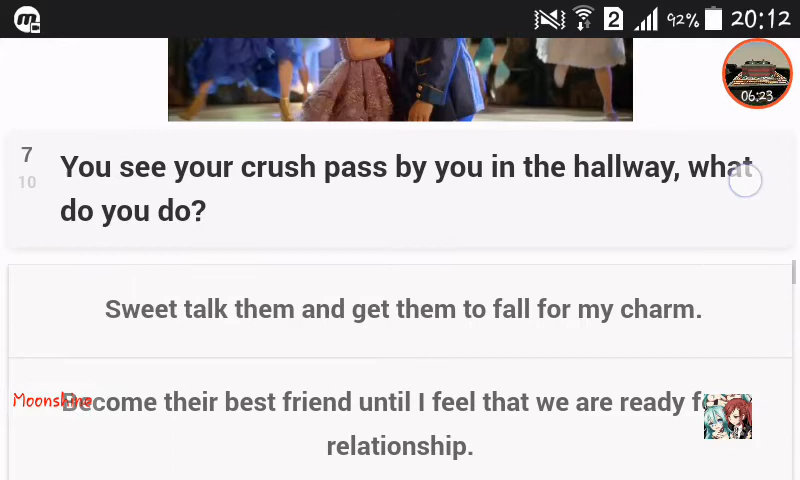 2 92% 20:12
06:23
7 You see your crush pass by you in the hallway, what
10 do you do?
Sweet talk them and get them to fall for my charm.
Moonshine
Become their best friend until I feel that we are ready
relationship.